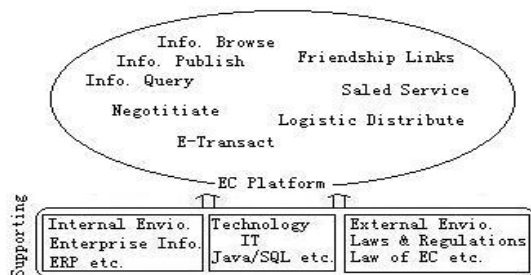 Info. Browse
Info. Publish
Friendship Links
Info. Query
Saled Service
Negotitiate
Logistic Distribute
E-Transact
EC Platform
Supporting
Internal Envio.
Enterprise Info.
ERP etc.
Technology
IT
Java/SQL etc.
External Envio.
Laws & Regulations
Law of EC etc.